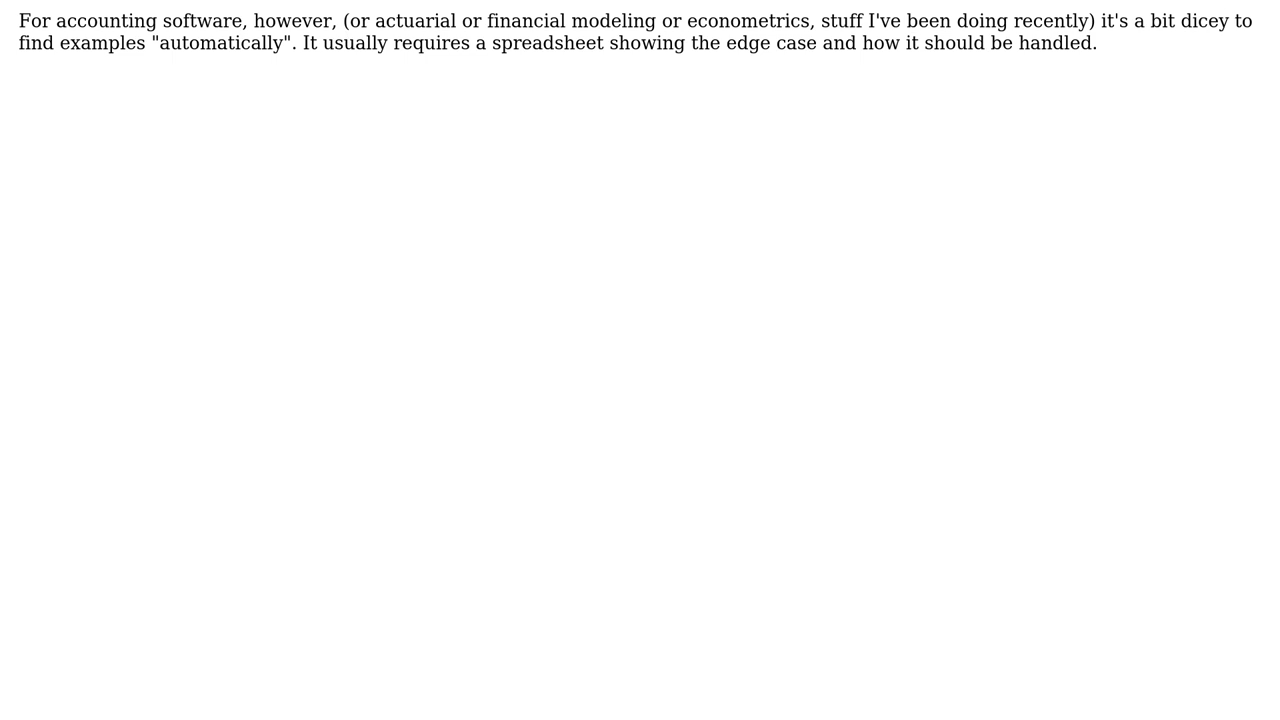 For accounting software, however, (or actuarial or financial modeling or econometrics, stuff I've been doing recently) it's a bit dicey to
find examples "automatically". It usually requires a spreadsheet showing the edge case and how it should be handled.